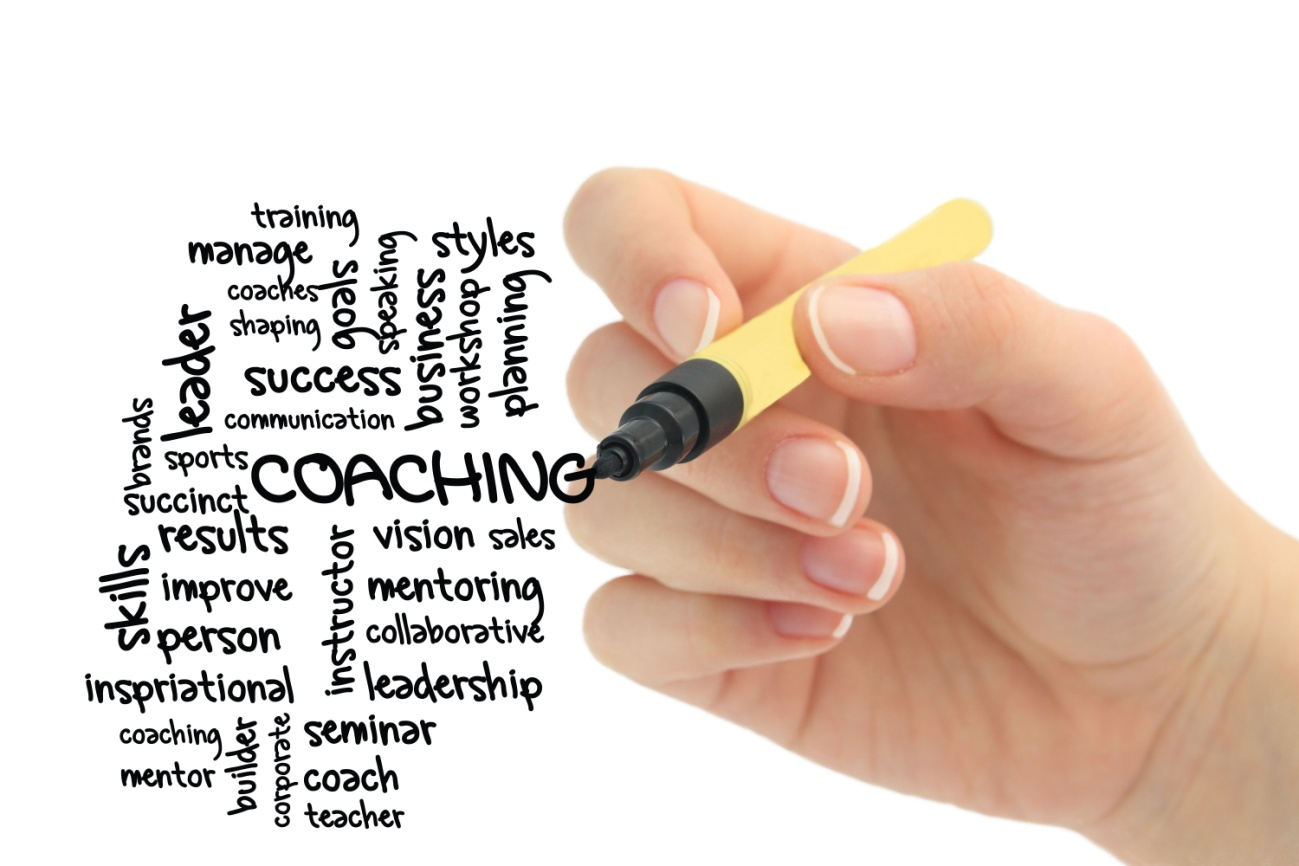 training
manage
styles
coaches
goals
speaking
shaping
business
workshop
planning
leader
success
communication
brands
sports
COACHING
succinct
results
instructor
vision
sales
skills
improve
mentoring
person
collaborative
inspriational
leadership
coaching
builder
corporate
seminar
mentor
coach
teacher